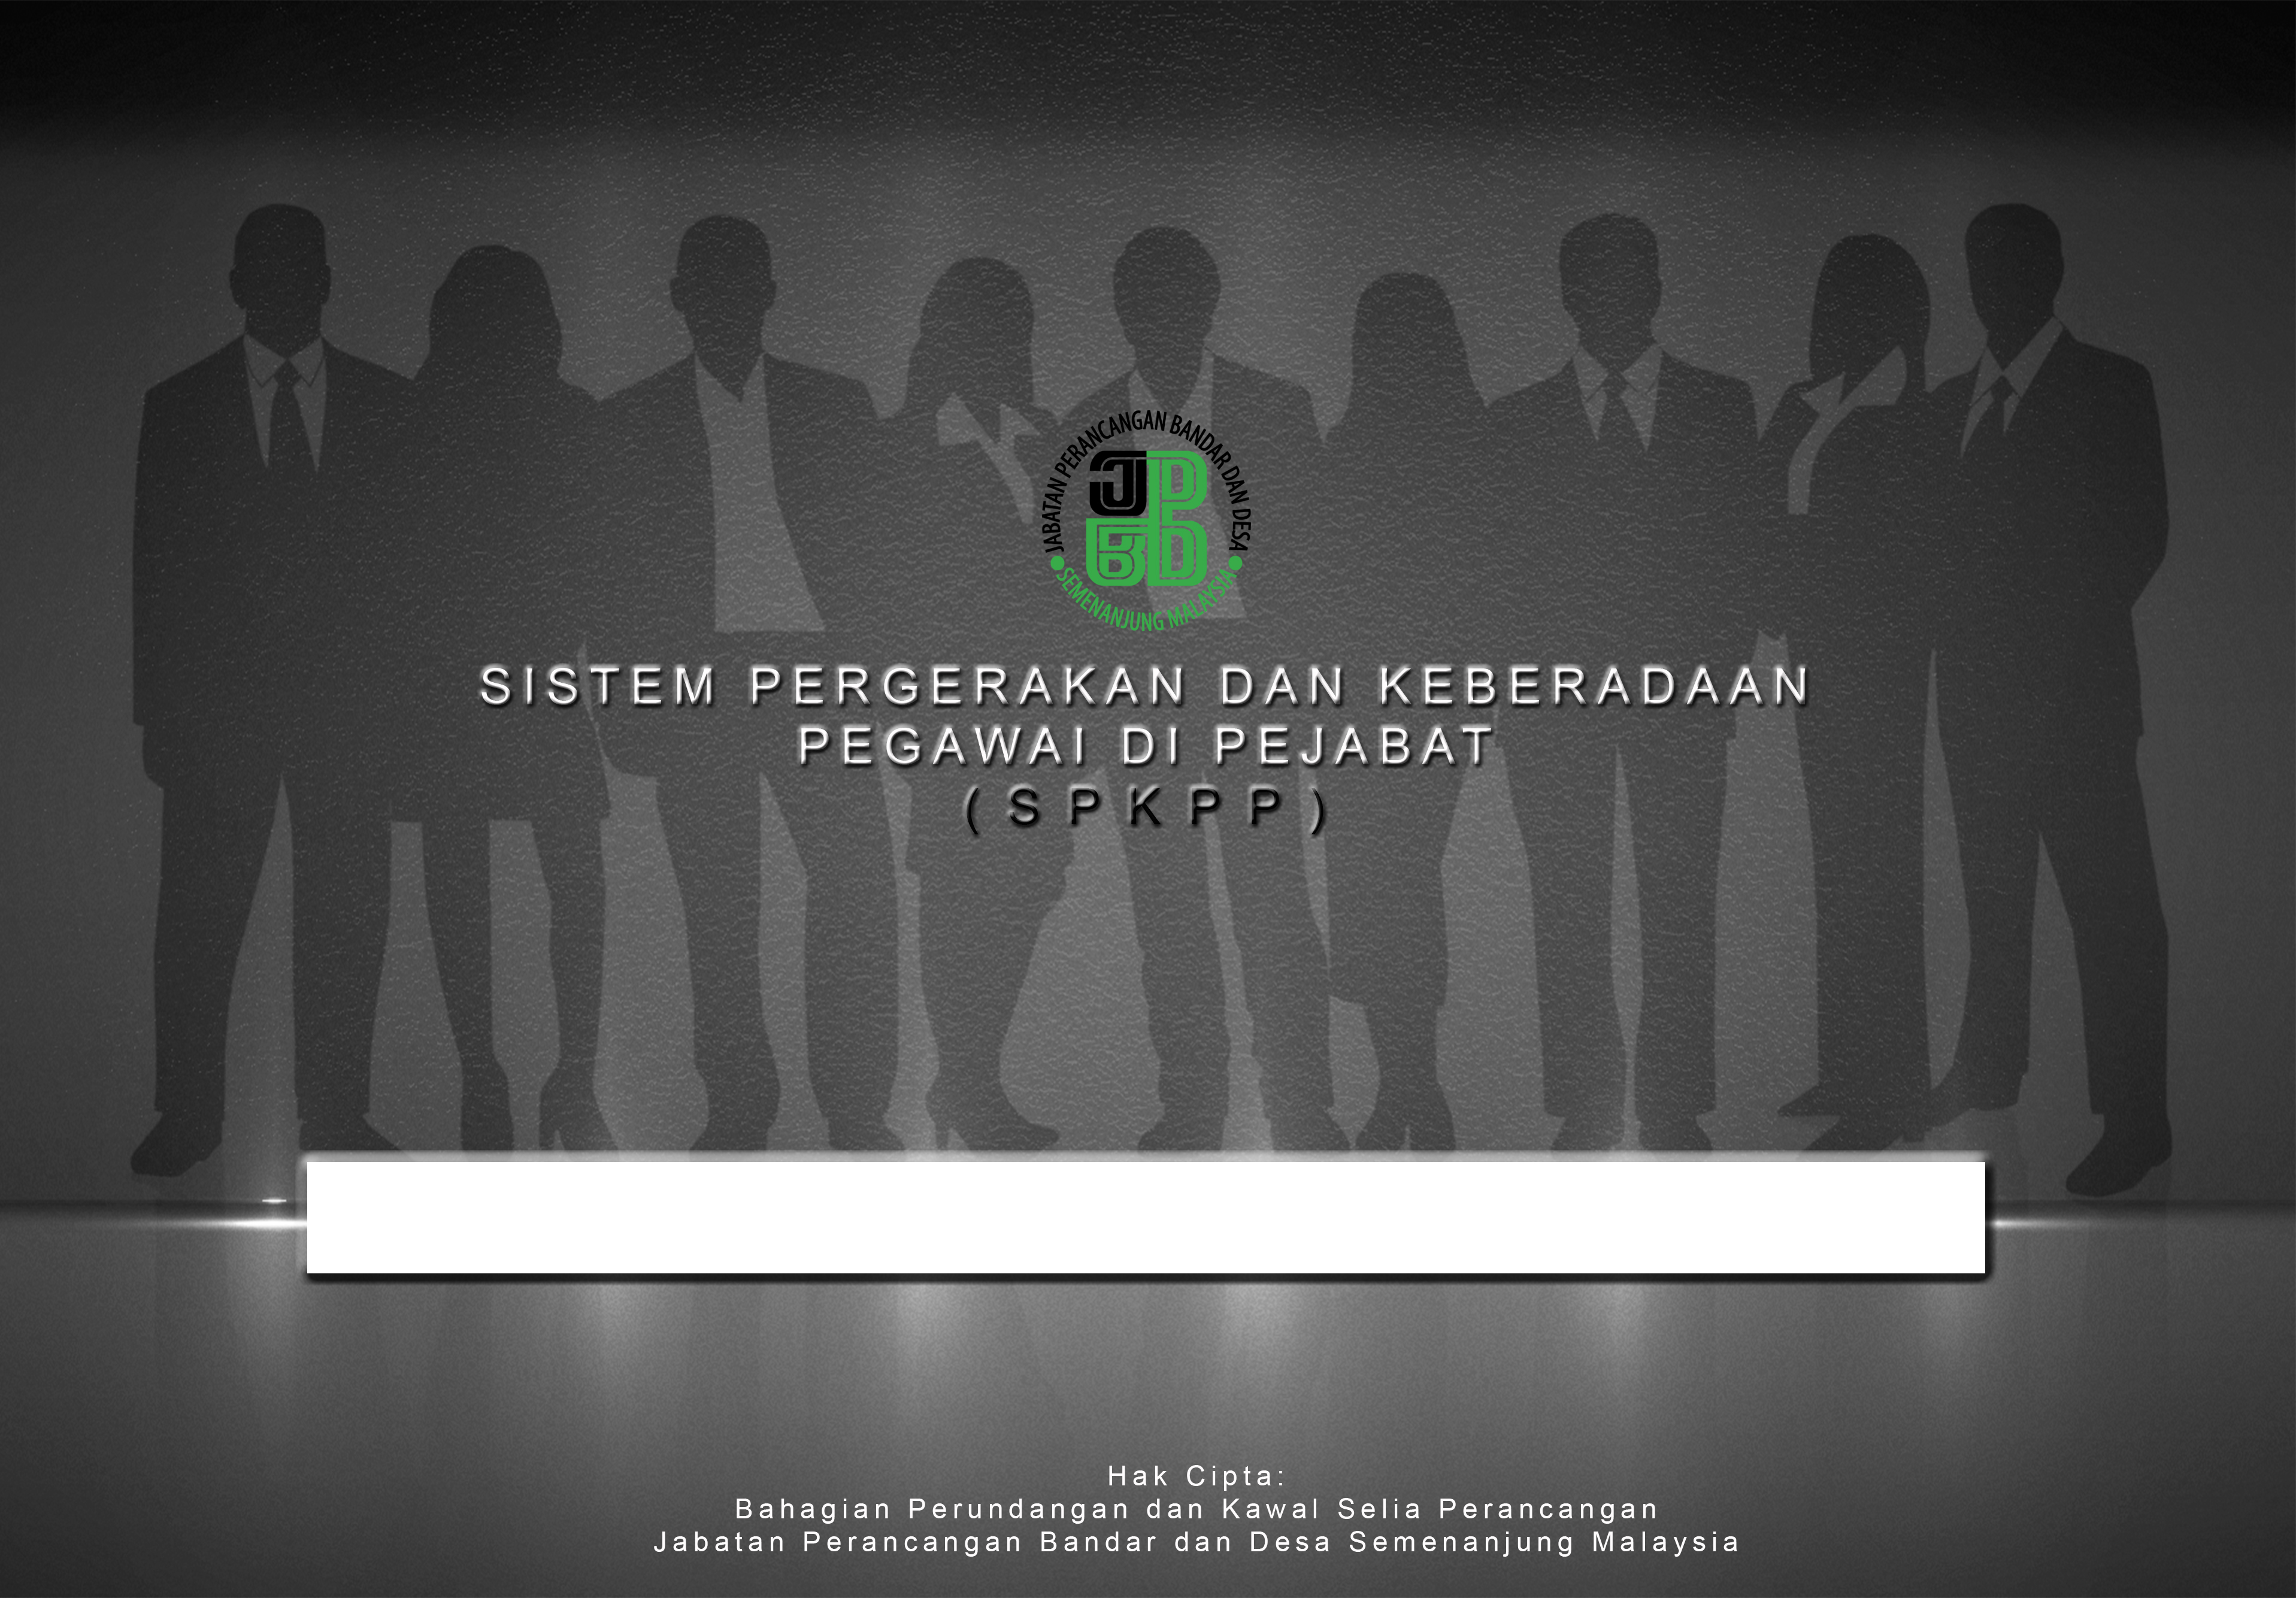 JABATAN PERANCANGAN BANDAR DAN DESA
JPBD
SEMENANJUNG MALAYSIA
SISTEM PERGERAKAN DAN KEBERADAAN
PEGAWAI DI PEJABAT
(SPKPP)
Hak Cipta:
Bahagian Perundangan dan Kawal Selia Perancangan
Jabatan Perancangan Bandar dan Desa Semenanjung Malaysia